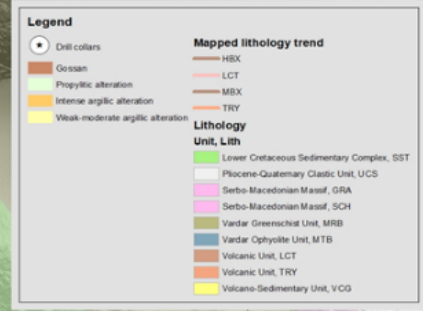 Legend
Drill collars
Gossan
Propylitic alteration
Intense argillic alteration
Weak-moderate argillic alteration
Mapped lithology trend
HBX
LCT
MBX
TRY
Lithology
Unit, Lith
Lower Cretaceous Sedimentary Complex, SST
Pliocene-Quaternary Clastic Unit, UCS
Serbo-Macedonian Massif, GRA
Serbo-Macedonian Massif, SCH
Vardar Greenschist Unit, MRB
Vardar Ophyolite Unit, MTB
Volcanic Unit, LCT
Volcanic Unit, TRY
Volcano-Sedimentary Unit, VCG